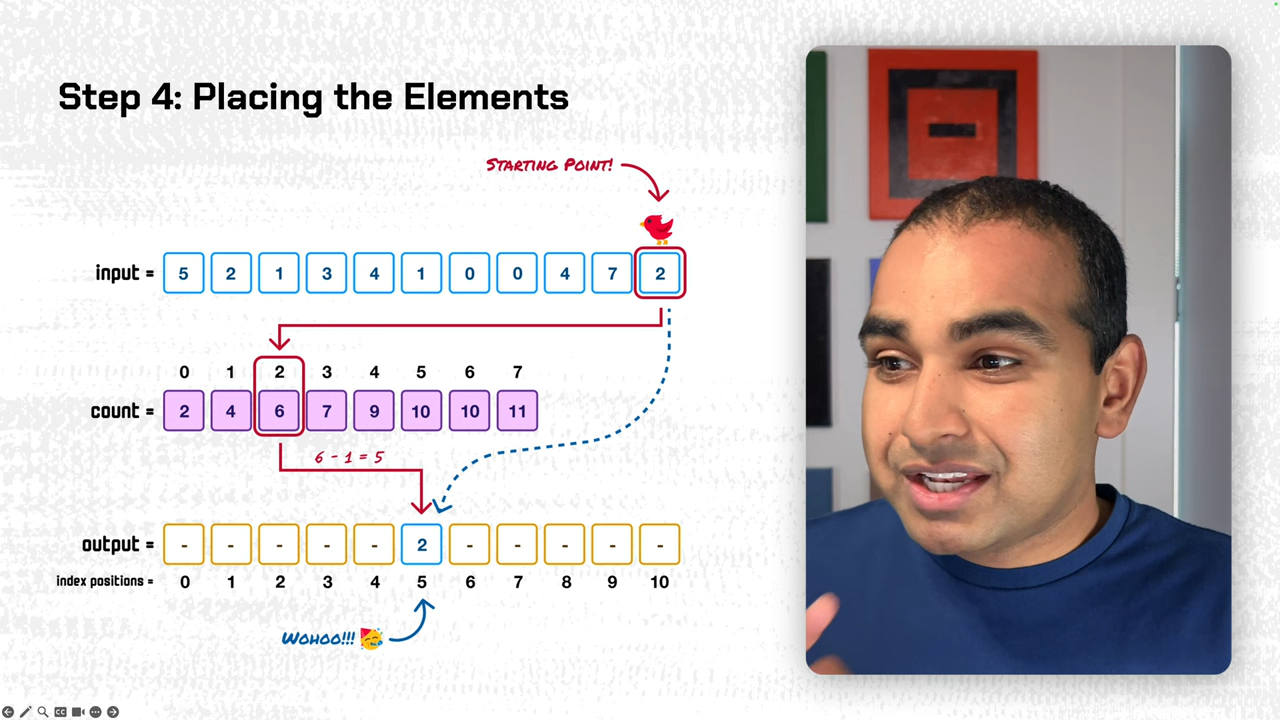 Step 4: Placing the Elements
Starting Point!
input = 5 2 1 3 4 1 0 0 4 7 2
0 1 2 3 4 5 6 7
count = 2 4 6 7 9 10 10 11
6 - 1 = 5
output = - - - - - 2 - - - - -
index positions = 0 1 2 3 4 5 6 7 8 9 10
Wohoo!!!
CC